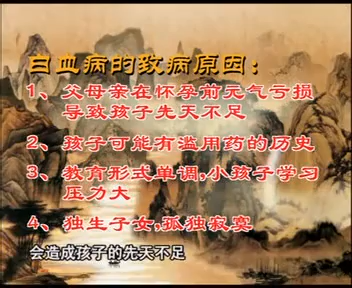 白血病的致病原因：
1、父母亲在怀孕前元气亏损
导致孩子先天不足
2、孩子可能有滥用药的历史
3、教育形式单调,小孩子学习
压力大
4、独生子女,孤独寂寞
会造成孩子的先天不足